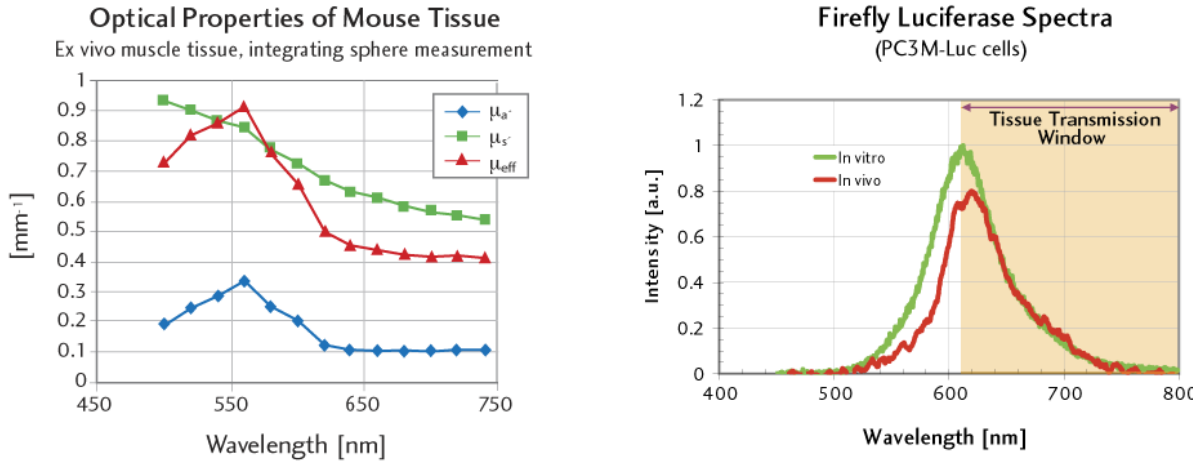 Optical Properties of Mouse Tissue
Ex vivo muscle tissue, integrating sphere measurement
1
0.9
0.8
0.7
0.6
0.5
0.4
0.3
0.2
0.1
0
450
550
650
750
[mm⁻¹]
Wavelength [nm]
μa´
μs´
μeff
Firefly Luciferase Spectra
(PC3M-Luc cells)
1.2
1
0.8
0.6
0.4
0.2
0
400
500
600
700
800
Intensity [a.u.]
Wavelength [nm]
Tissue Transmission
Window
In vitro
In vivo